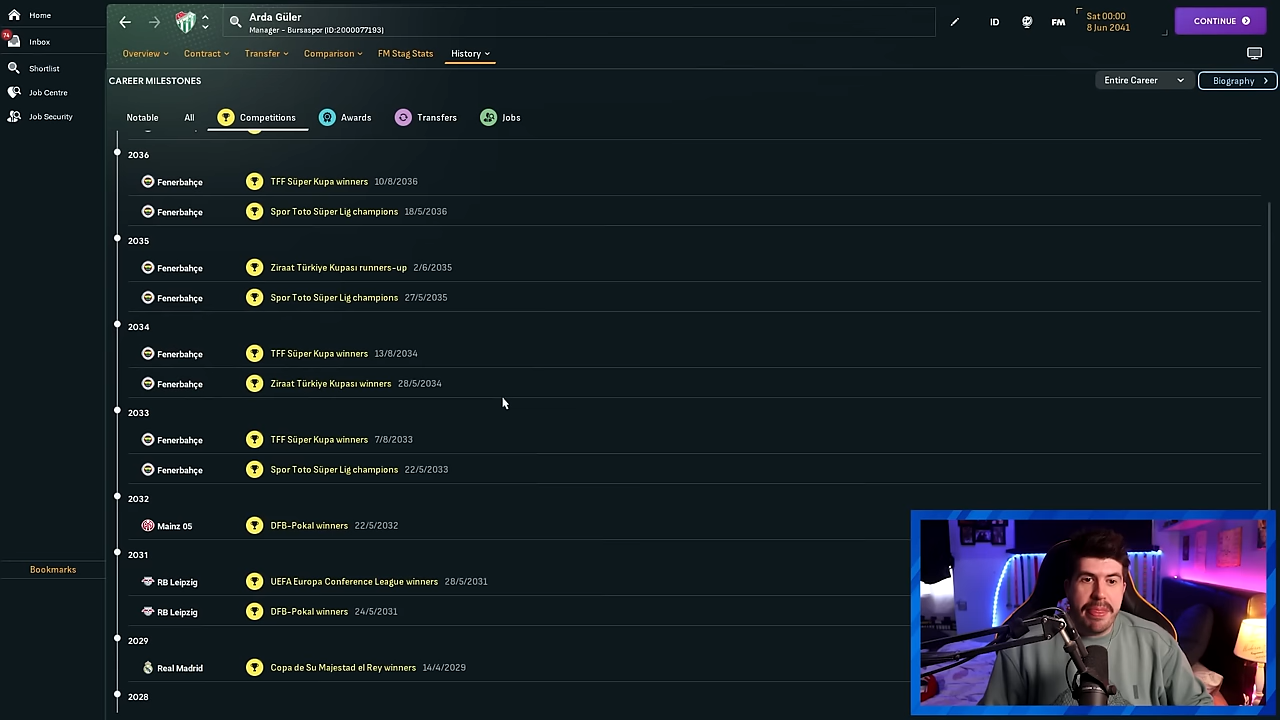 Home
74
Inbox
Shortlist
Job Centre
Job Security
Bookmarks
Arda Güler
Manager - Bursaspor (ID:2000077193)
ID
FM
Sat 00:00
8 Jun 2041
CONTINUE
Overview
Contract
Transfer
Comparison
FM Stag Stats
History
CAREER MILESTONES
Entire Career
Biography
Notable
All
Competitions
Awards
Transfers
Jobs
2036
Fenerbahçe TFF Süper Kupa winners 10/8/2036
Fenerbahçe Spor Toto Süper Lig champions 18/5/2036
2035
Fenerbahçe Ziraat Türkiye Kupası runners-up 2/6/2035
Fenerbahçe Spor Toto Süper Lig champions 27/5/2035
2034
Fenerbahçe TFF Süper Kupa winners 13/8/2034
Fenerbahçe Ziraat Türkiye Kupası winners 28/5/2034
2033
Fenerbahçe TFF Süper Kupa winners 7/8/2033
Fenerbahçe Spor Toto Süper Lig champions 22/5/2033
2032
Mainz 05 DFB-Pokal winners 22/5/2032
2031
RB Leipzig UEFA Europa Conference League winners 28/5/2031
RB Leipzig DFB-Pokal winners 24/5/2031
2029
Real Madrid Copa de Su Majestad el Rey winners 14/4/2029
2028